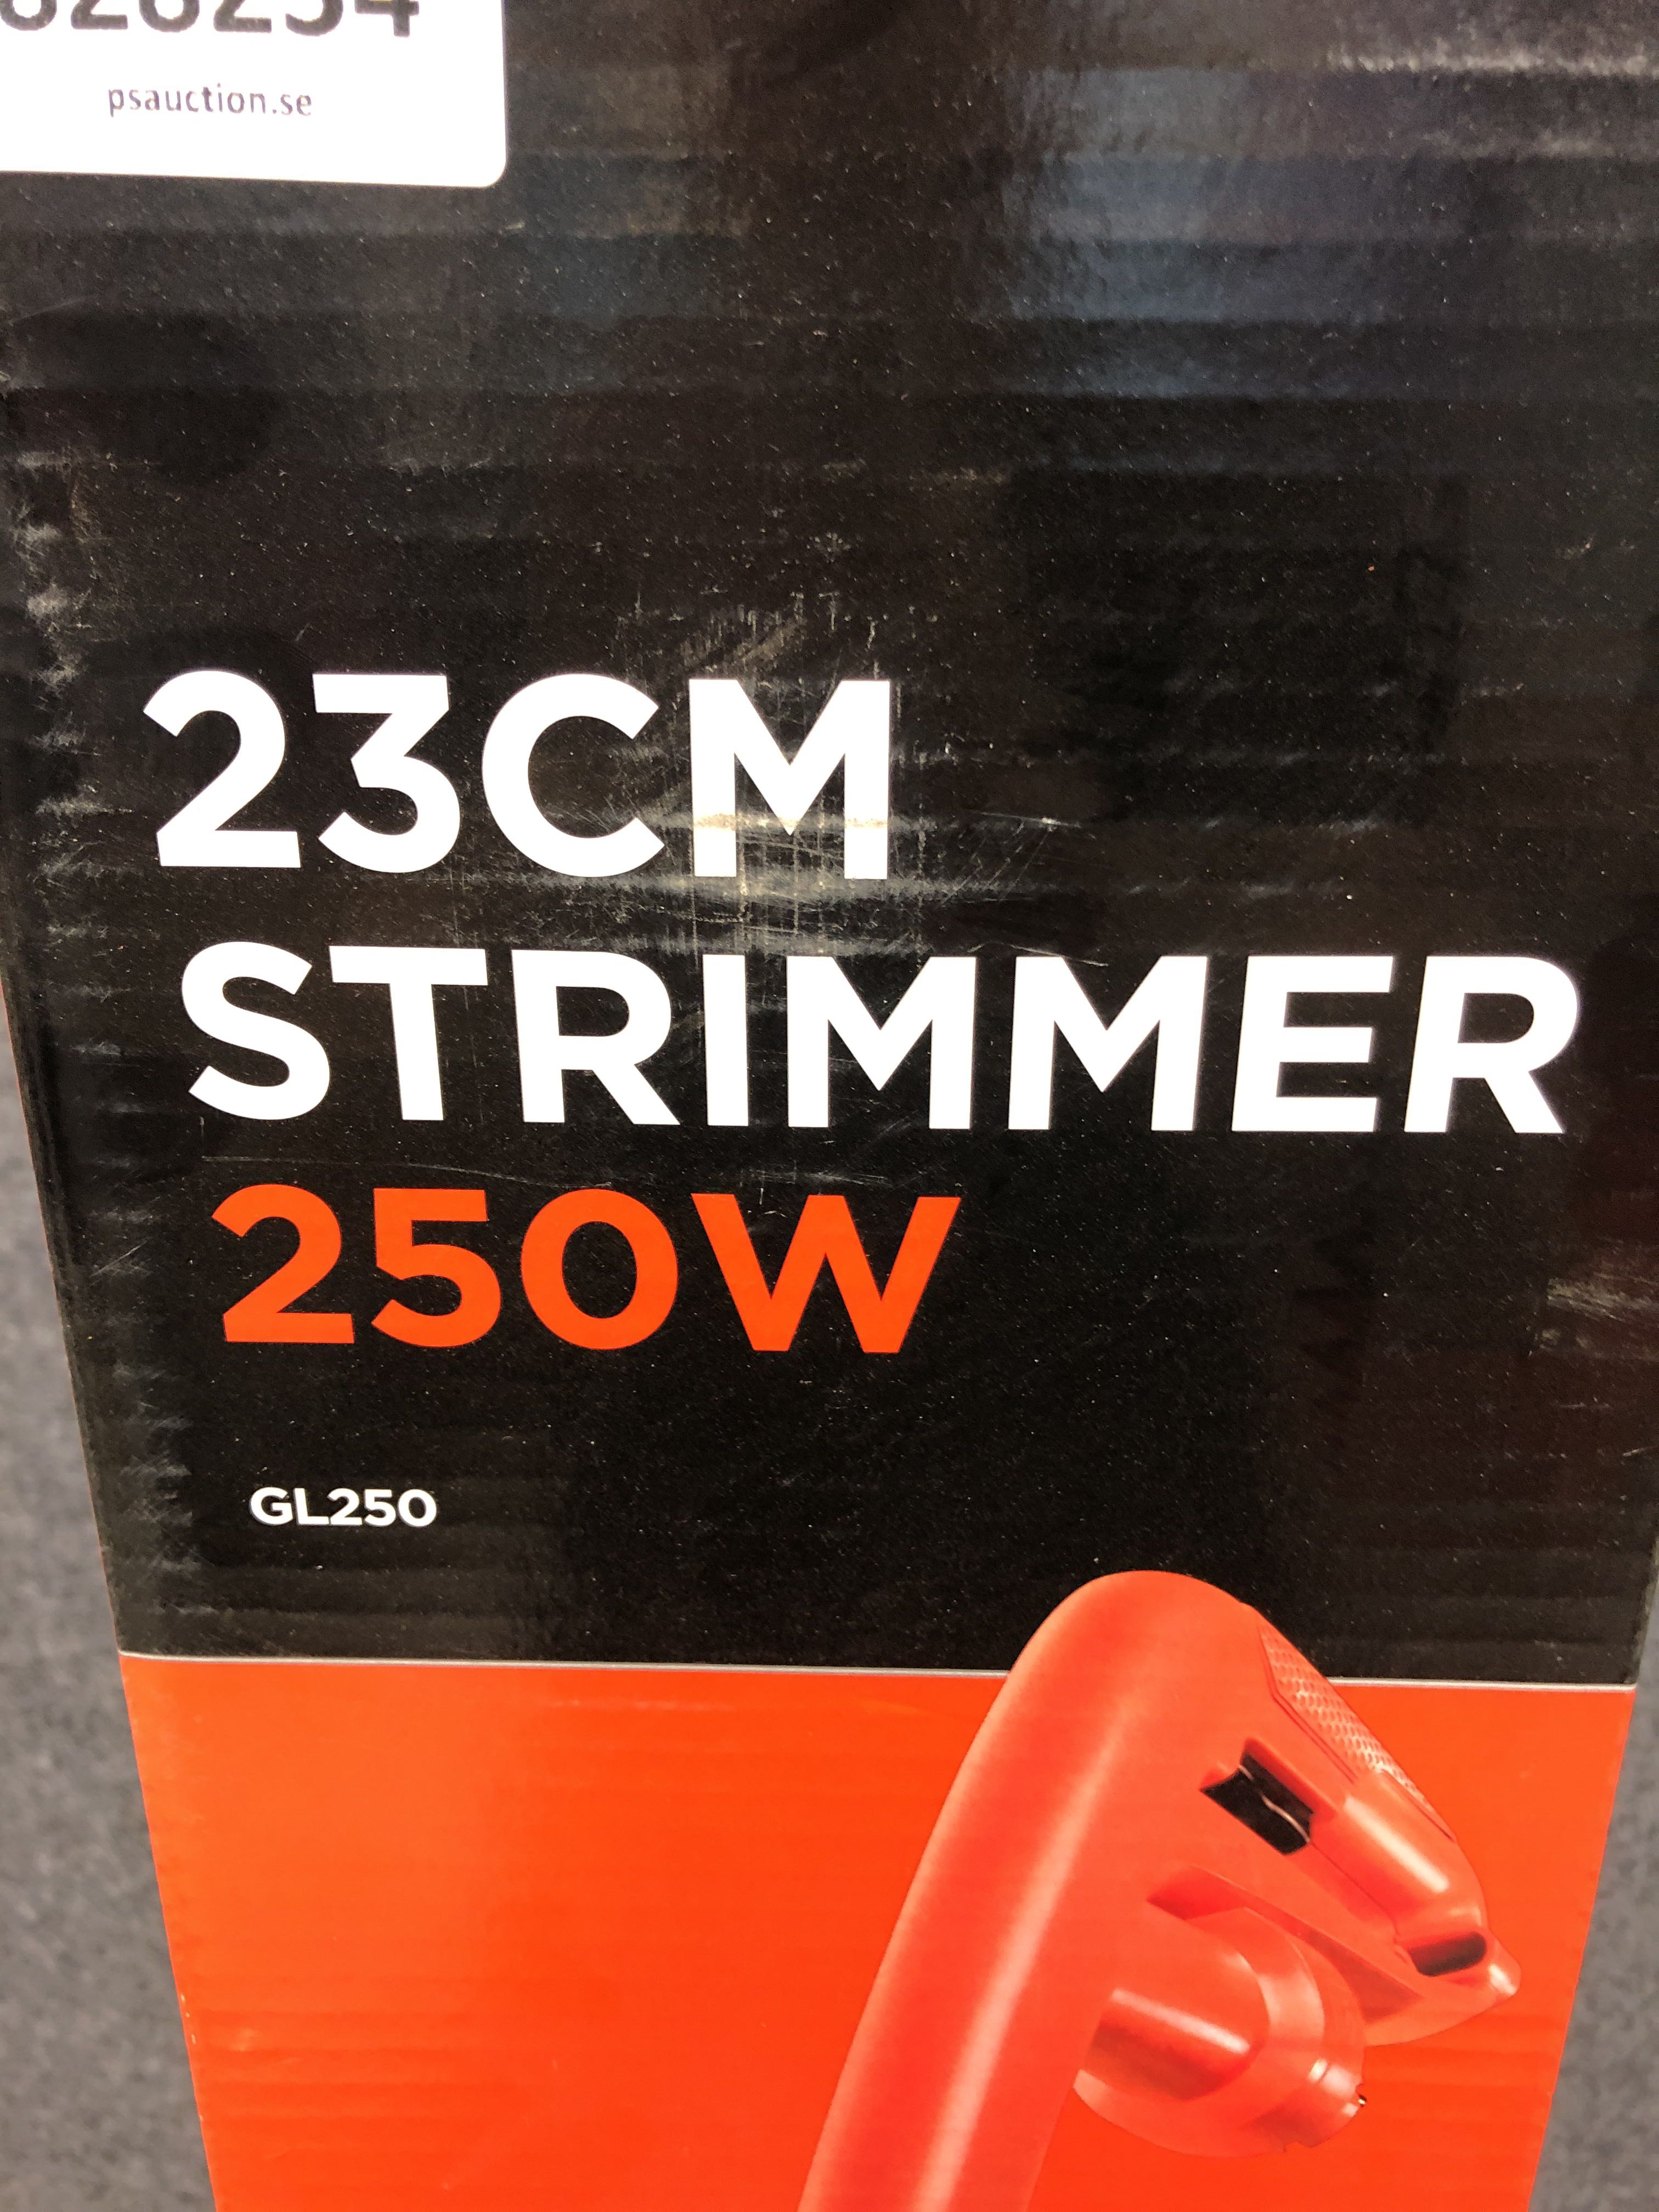 psauction.se
23CM
STRIMMER
250W
GL250